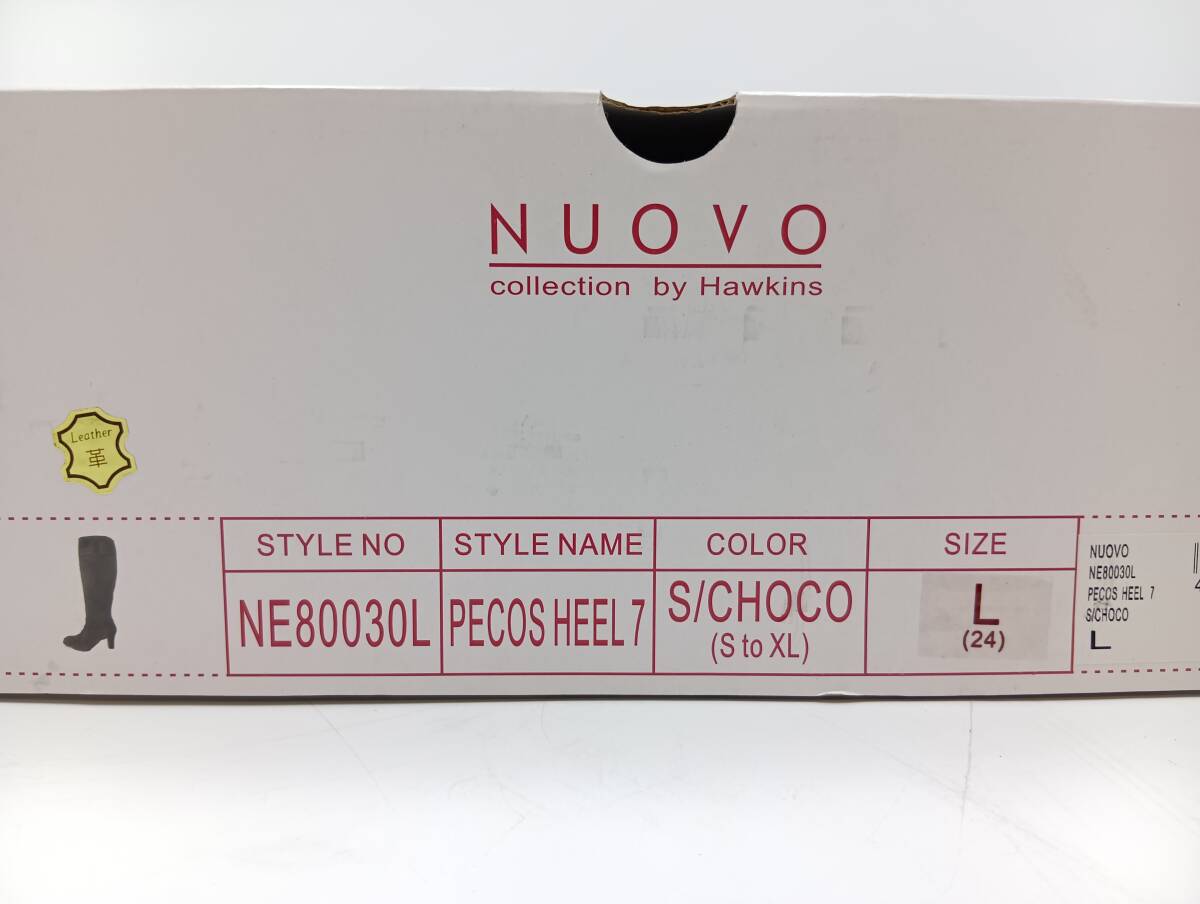 NUOVO
collection by Hawkins
Leather
革
STYLE NO
STYLE NAME
COLOR
SIZE
NE80030L
PECOS HEEL 7
S/CHOCO
(S to XL)
L
(24)
NUOVO
NE80030L
PECOS HEEL 7
S/CHOCO
L
4